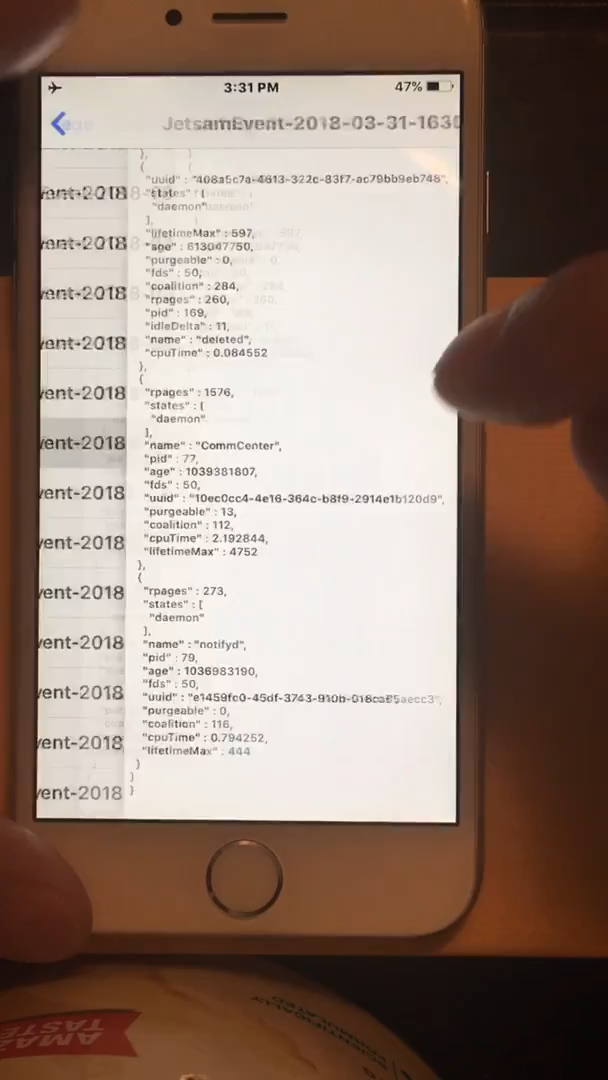 3:31 PM
47%
JetsamEvent-2018-03-31-1630
},
{
"uuid" : "408a5c7a-4613-322c-83f7-ac79bb9eb748",
"states" : [
"daemon"
],
"lifetimeMax" : 597,
"age" : 613047750,
"purgeable" : 0,
"fds" : 50,
"coalition" : 284,
"rpages" : 260,
"pid" : 169,
"idleDelta" : 11,
"name" : "deleted",
"cpuTime" : 0.084552
},
{
"rpages" : 1576,
"states" : [
"daemon"
],
"name" : "CommCenter",
"pid" : 77,
"age" : 1039381807,
"fds" : 50,
"uuid" : "10ec0cc4-4e16-364c-b8f9-2914e1b120d9",
"purgeable" : 13,
"coalition" : 112,
"cpuTime" : 2.192844,
"lifetimeMax" : 4752
},
{
"rpages" : 273,
"states" : [
"daemon"
],
"name" : "notifyd",
"pid" : 79,
"age" : 1036983190,
"fds" : 50,
"uuid" :
"purgeable" : 0,
"coalition" : 116,
"cpuTime" : 0.794252,
"lifetimeMax" : 444
}
]
}
vent-2018
vent-2018
vent-2018
vent-2018
vent-2018
vent-2018
vent-2018
vent-2018
vent-2018
vent-2018
vent-2018
vent-2018
vent-2018
SCIENTIFICALLY
FORMULATED
TASTE